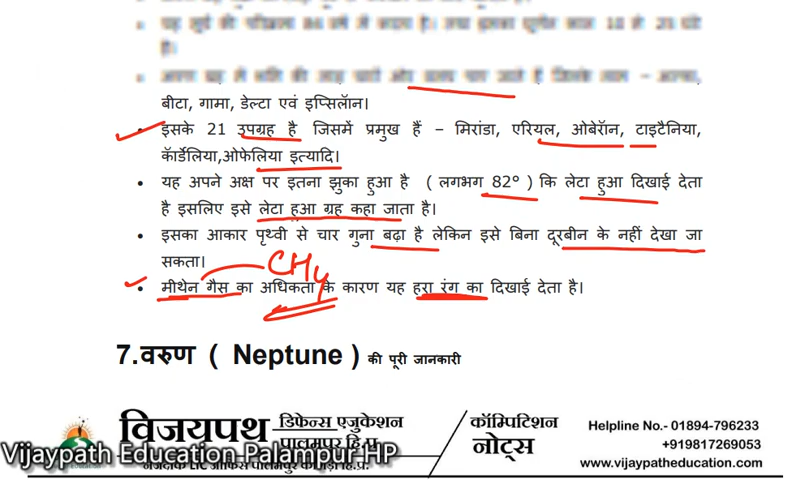 बीटा, गामा, डेल्टा एवं इप्सिलॅान।
• इसके 21 उपग्रह है जिसमें प्रमुख हैं – मिरांडा, एरियल, ओबेरॅान, टाइटैनिया,
कॅार्डेलिया,ओफेलिया इत्यादि।
• यह अपने अक्ष पर इतना झुका हुआ है ( लगभग 82° ) कि लेटा हुआ दिखाई देता
है इसलिए इसे लेटा हुआ ग्रह कहा जाता है।
• इसका आकार पृथ्वी से चार गुना बढ़ा है लेकिन इसे बिना दूरबीन के नहीं देखा जा
सकता।
CH4
• मीथेन गैस का अधिकता के कारण यह हरा रंग का दिखाई देता है।
7.वरुण ( Neptune ) की पूरी जानकारी
विजयपथ डिफेन्स एजुकेशन
पालमपुर हि.प्र.
कॉम्पिटिशन
नोट्स
Helpline No.- 01894-796233
+919817269053
www.vijaypatheducation.com
Vijaypath Education Palampur HP